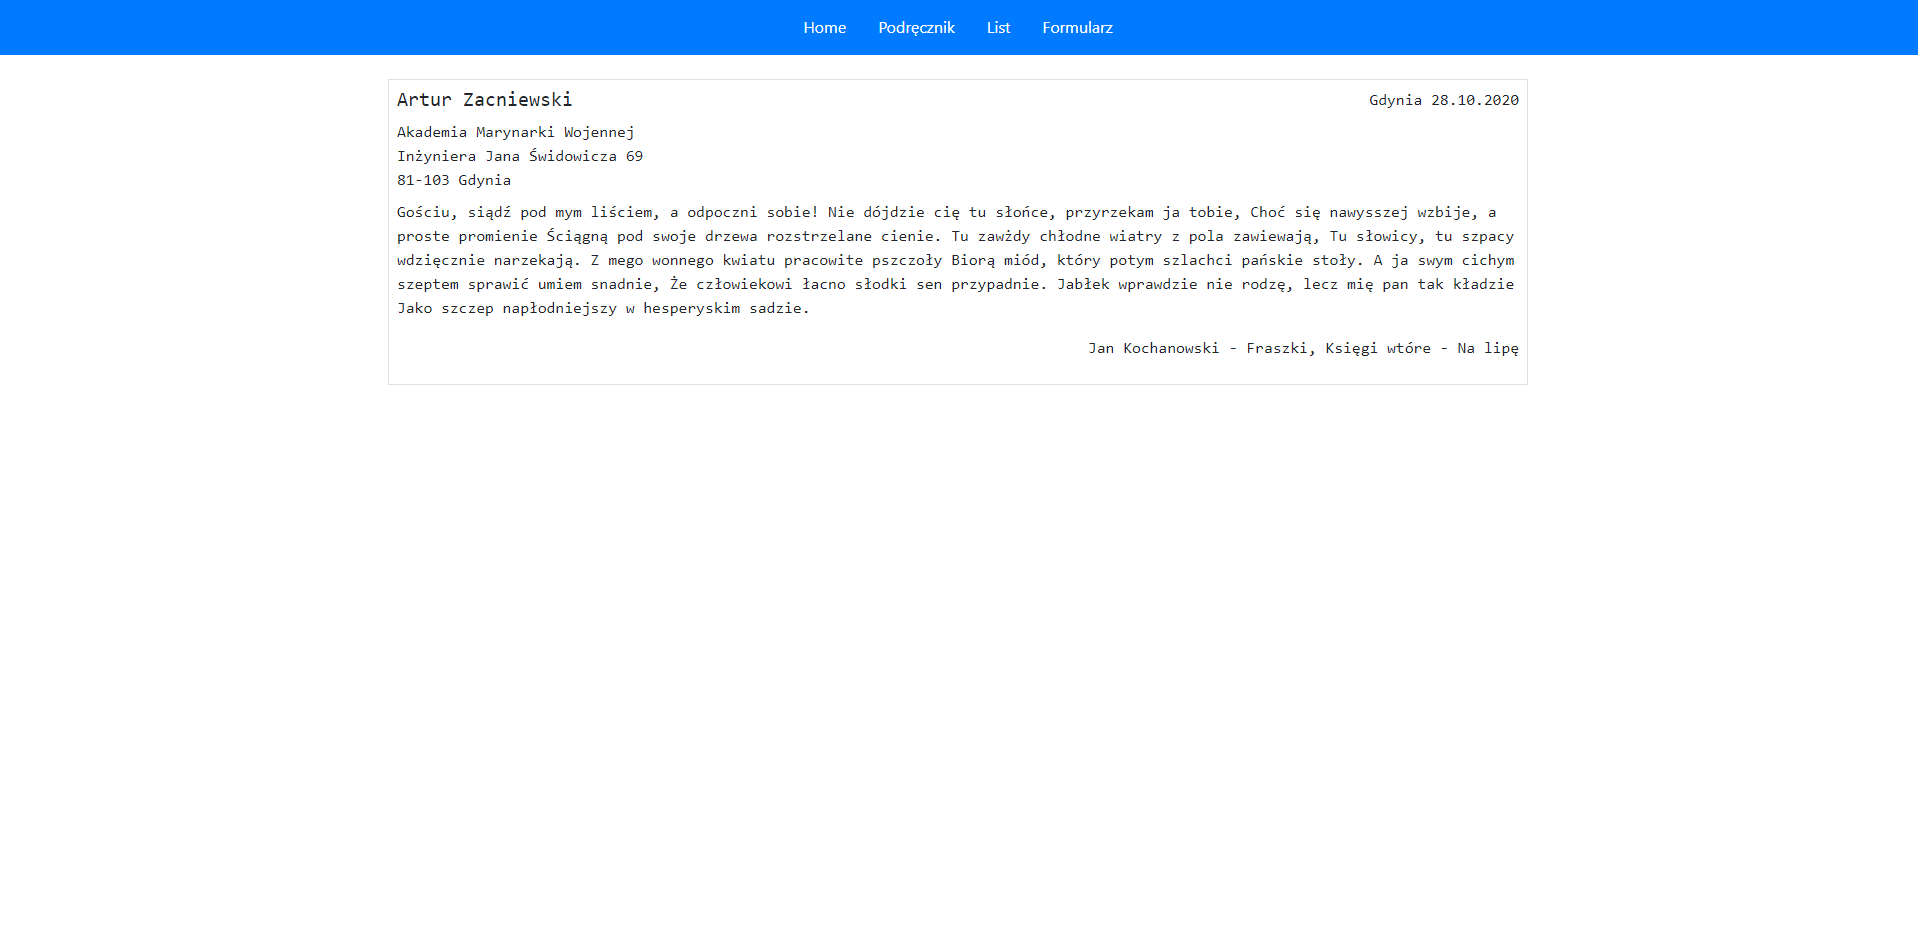 Home Podręcznik List Formularz
Artur Zacniewski Gdynia 28.10.2020
Akademia Marynarki Wojennej
Inżyniera Jana Świdowicza 69
81-103 Gdynia
Gościu, siądź pod mym liściem, a odpoczni sobie! Nie dójdzie cię tu słońce, przyrzekam ja tobie, Choć się nawysszej wzbije, a
proste promienie Ściągną pod swoje drzewa rozstrzelane cienie. Tu zawżdy chłodne wiatry z pola zawiewają, Tu słowicy, tu szpacy
wdzięcznie narzekają. Z mego wonnego kwiatu pracowite pszczoły Biorą miód, który potym szlachci pańskie stoły. A ja swym cichym
szeptem sprawić umiem snadnie, Że człowiekowi łacno słodki sen przypadnie. Jabłek wprawdzie nie rodzę, lecz mię pan tak kładzie
Jako szczep napłodniejszy w hesperyskim sadzie.
Jan Kochanowski - Fraszki, Księgi wtóre - Na lipę